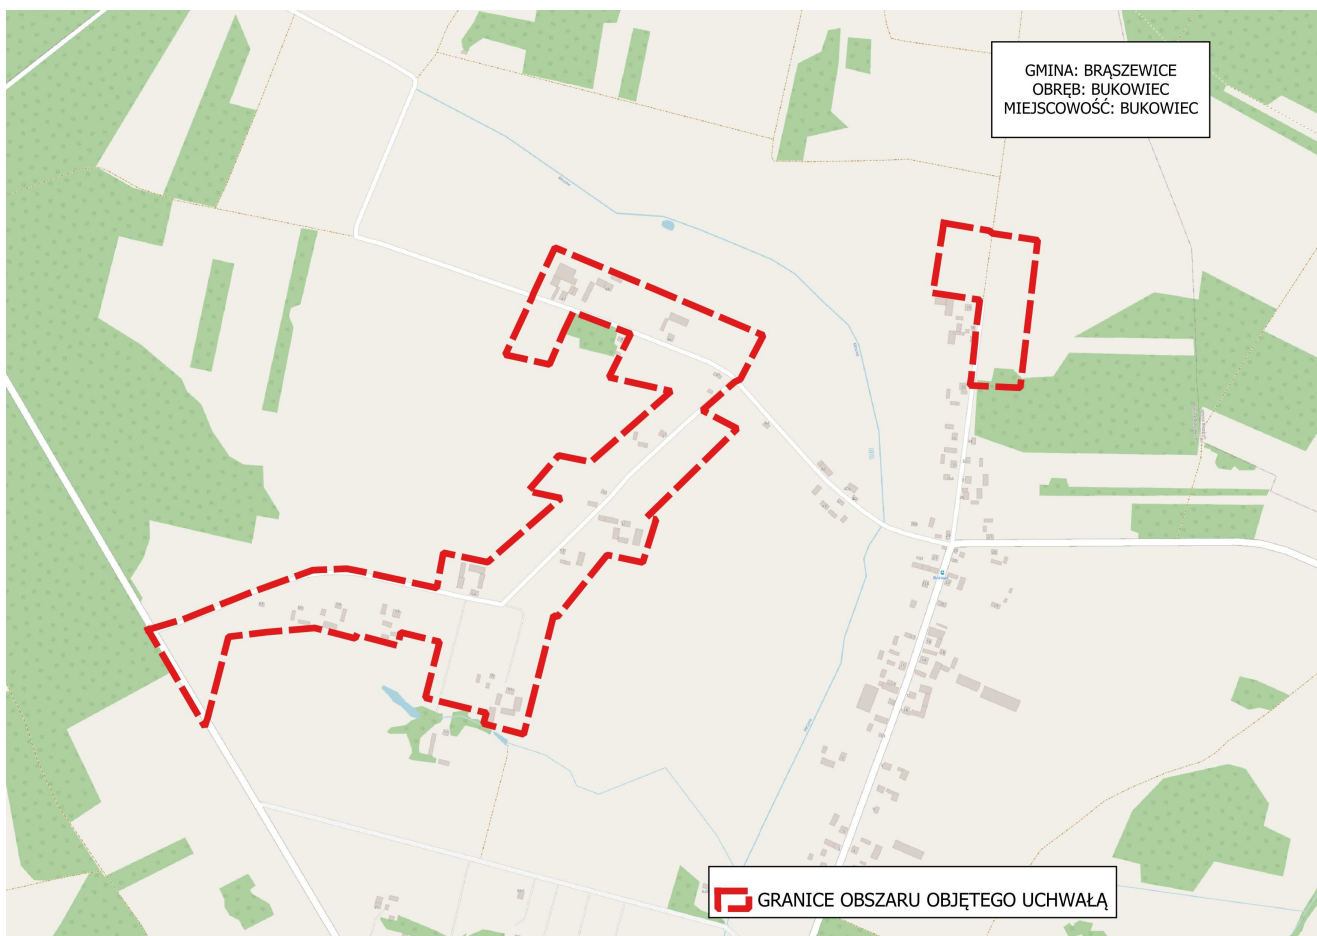 GMINA: BRĄSZEWICE
OBRĘB: BUKOWIEC
MIEJSCOWOŚĆ: BUKOWIEC
GRANICE OBSZARU OBJĘTEGO UCHWAŁĄ